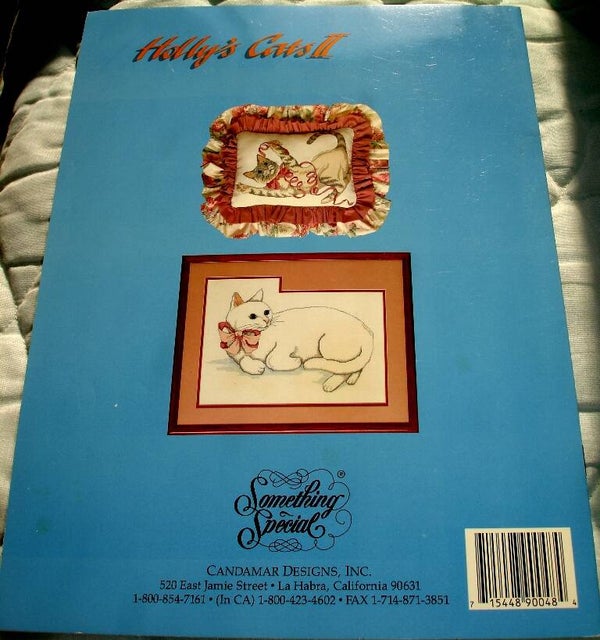 Holly's Cats II
Something
Special ®
CANDAMAR DESIGNS, INC.
520 East Jamie Street • La Habra, California 90631
1-800-854-7161 • (In CA) 1-800-423-4602 • FAX 1-714-871-3851
7 15448 90048 4